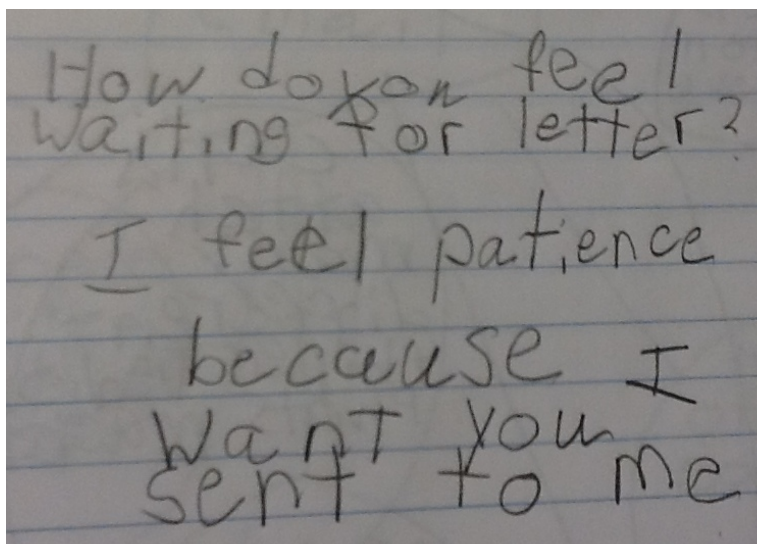 How do you feel
waiting for letter?
I feel patience
because I
want you
sent to me